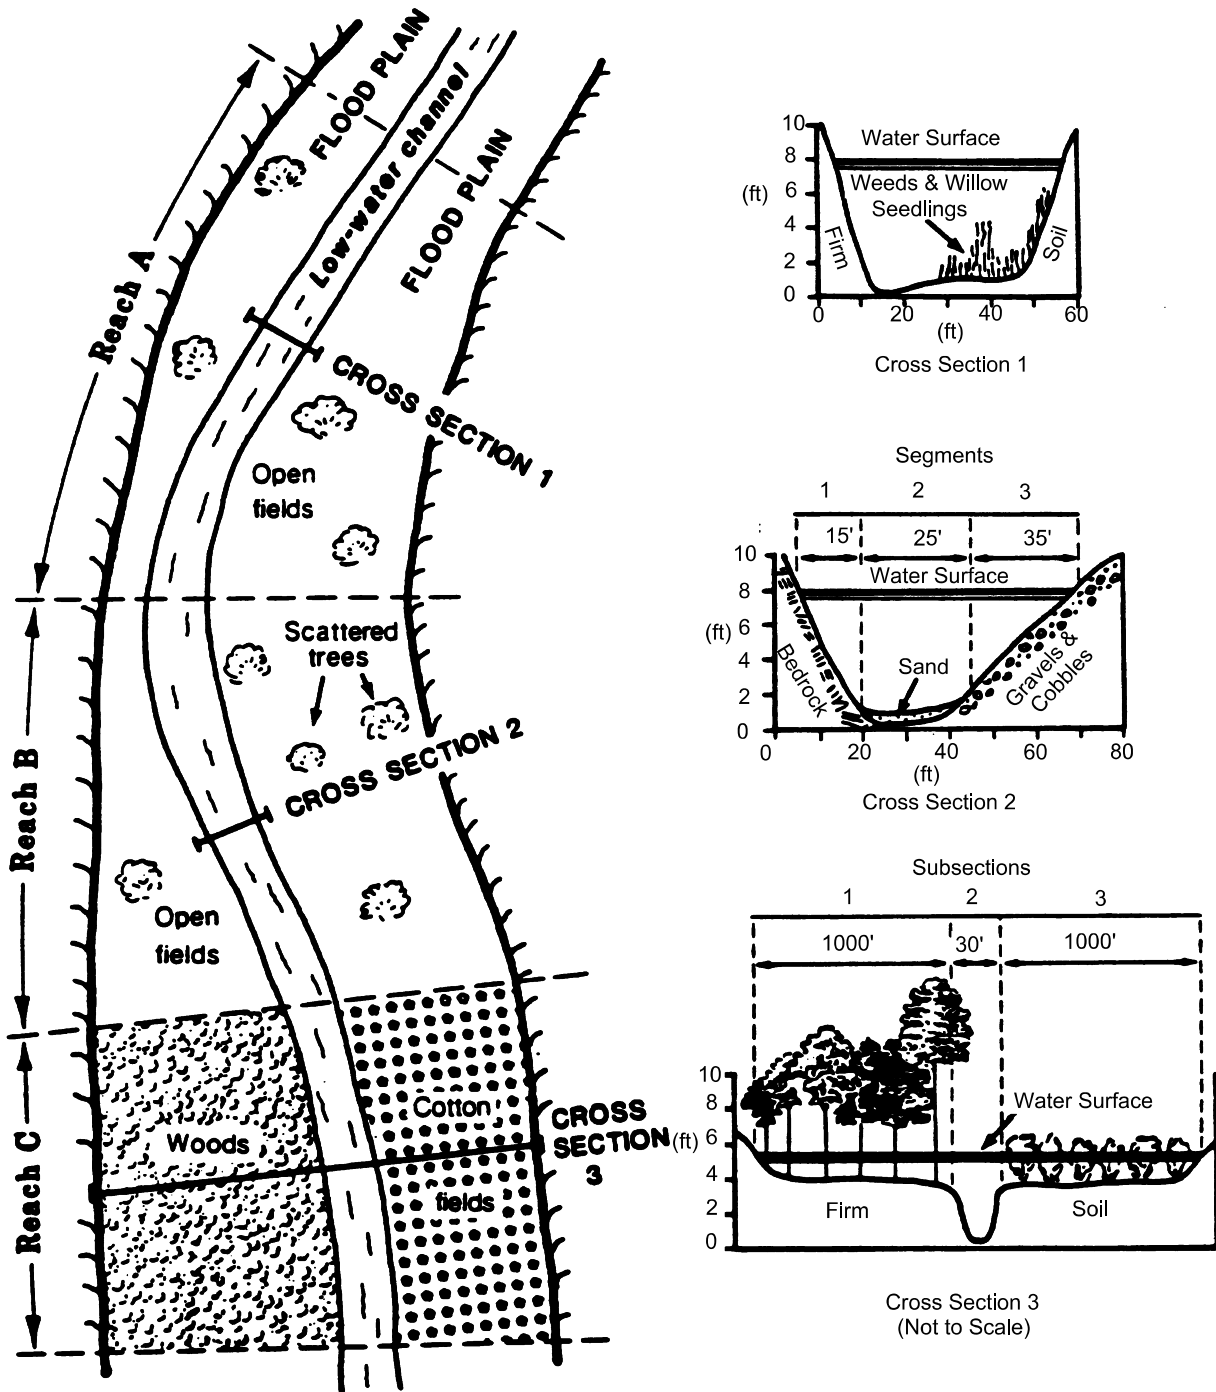 FLOOD PLAIN
Low-water channel
FLOOD PLAIN
Reach A
CROSS SECTION 1
Open
fields
Scattered
trees
Reach B
CROSS SECTION 2
Open
fields
Reach C
Woods
Cotton
fields
CROSS
SECTION
3
10
8
6
4
2
0
(ft)
Water Surface
Weeds & Willow
Seedlings
Firm
Soil
0 20 40 60
(ft)
Cross Section 1
Segments
1 2 3
15' 25' 35'
10
8
6
4
2
0
(ft)
Water Surface
Sand
Bedrock
Gravels &
Cobbles
0 20 40 60 80
(ft)
Cross Section 2
Subsections
1 2 3
1000' 30' 1000'
10
8
6
4
2
0
(ft)
Water Surface
Firm Soil
Cross Section 3
(Not to Scale)